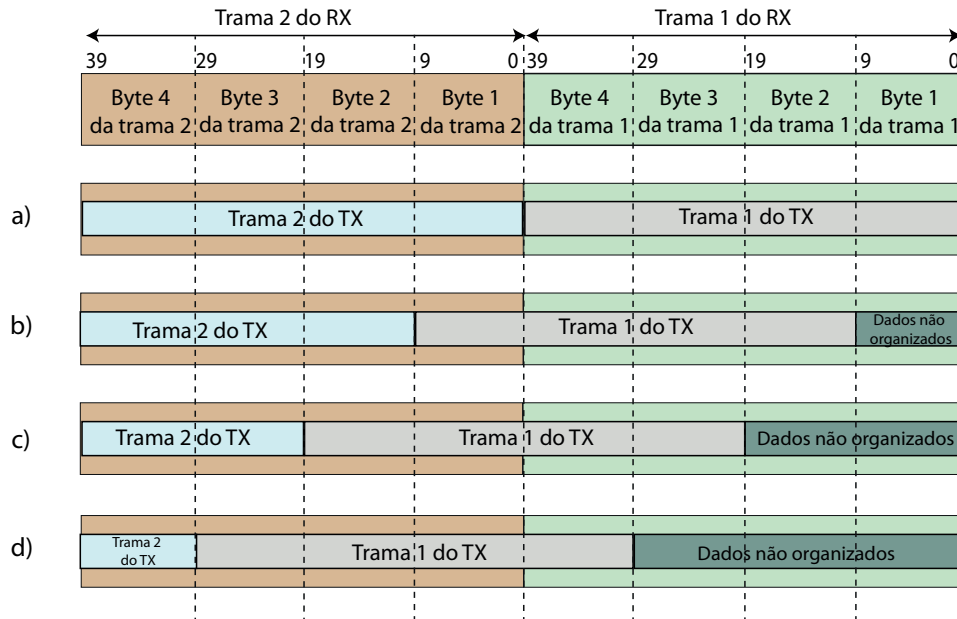 Trama 2 do RX
Trama 1 do RX
39 29 19 9 0 39 29 19 9 0
Byte 4 Byte 3 Byte 2 Byte 1 Byte 4 Byte 3 Byte 2 Byte 1
da trama 2 da trama 2 da trama 2 da trama 2 da trama 1 da trama 1 da trama 1 da trama 1
a)
Trama 2 do TX
Trama 1 do TX
b)
Trama 2 do TX
Trama 1 do TX
Dados não
organizados
c)
Trama 2 do TX
Trama 1 do TX
Dados não organizados
d)
Trama 2
do TX
Trama 1 do TX
Dados não organizados